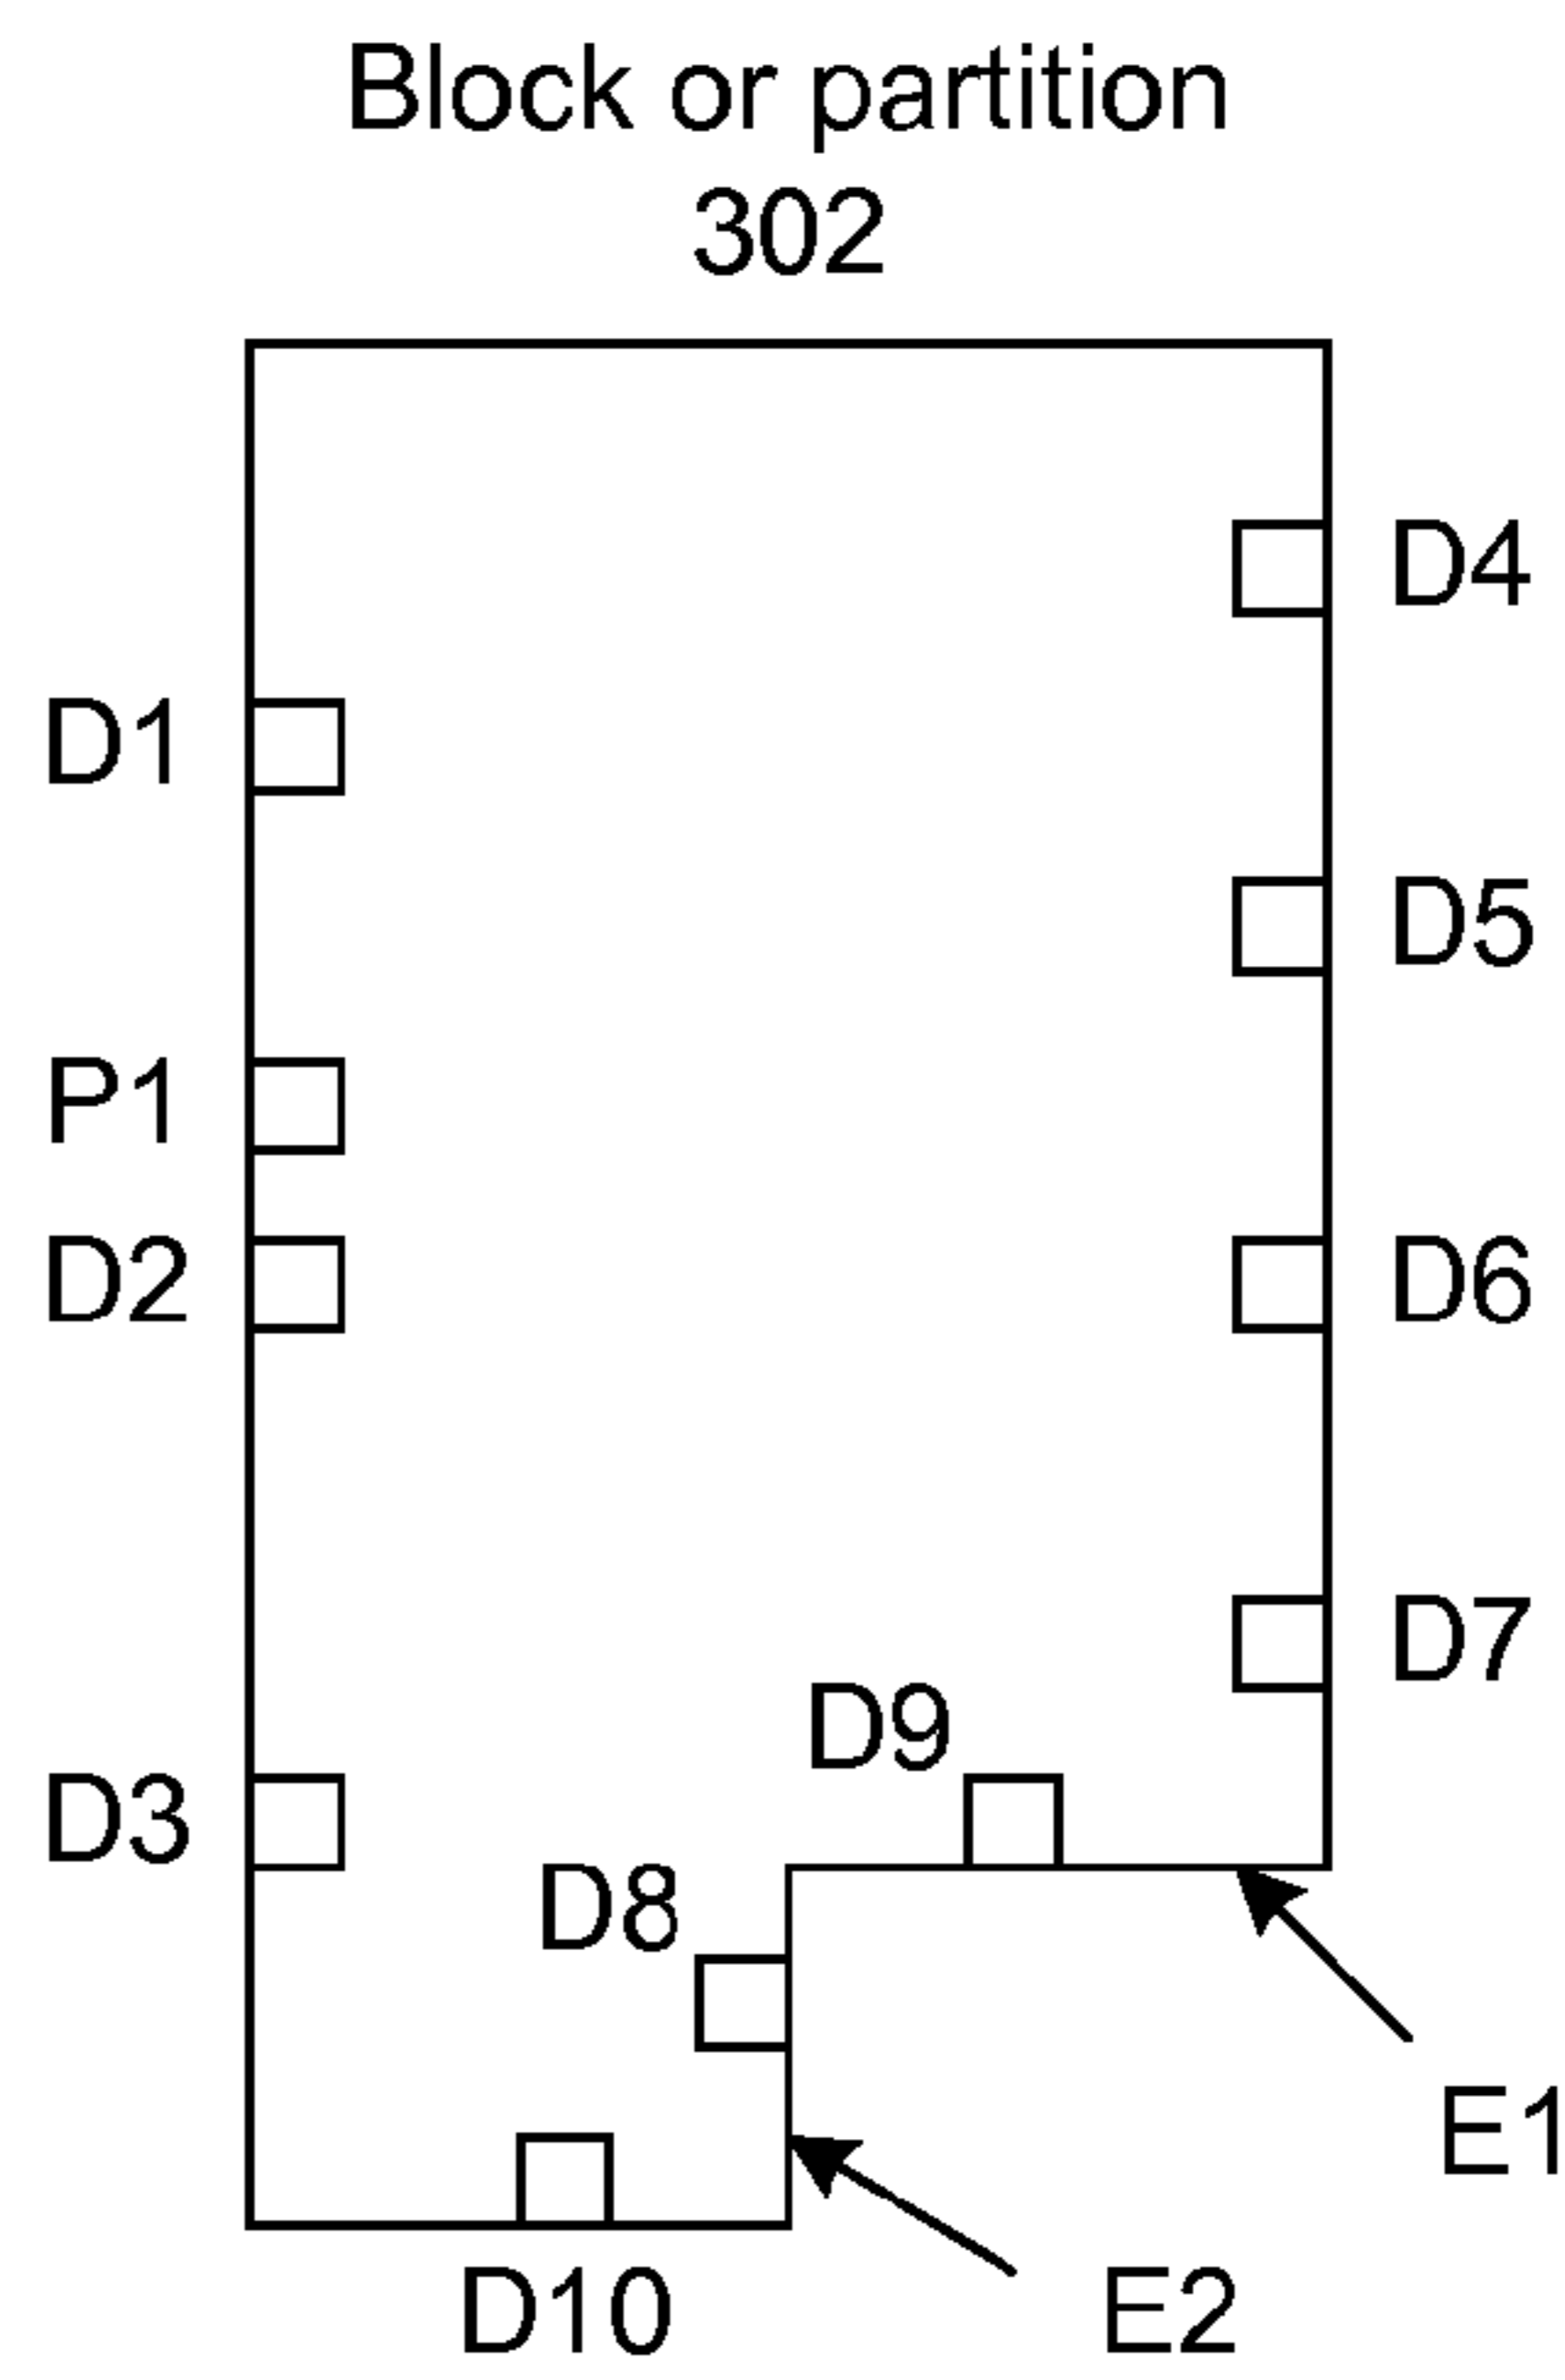 Block or partition
302
D4
D1
D5
P1
D2
D6
D7
D9
D3
D8
E1
D10
E2